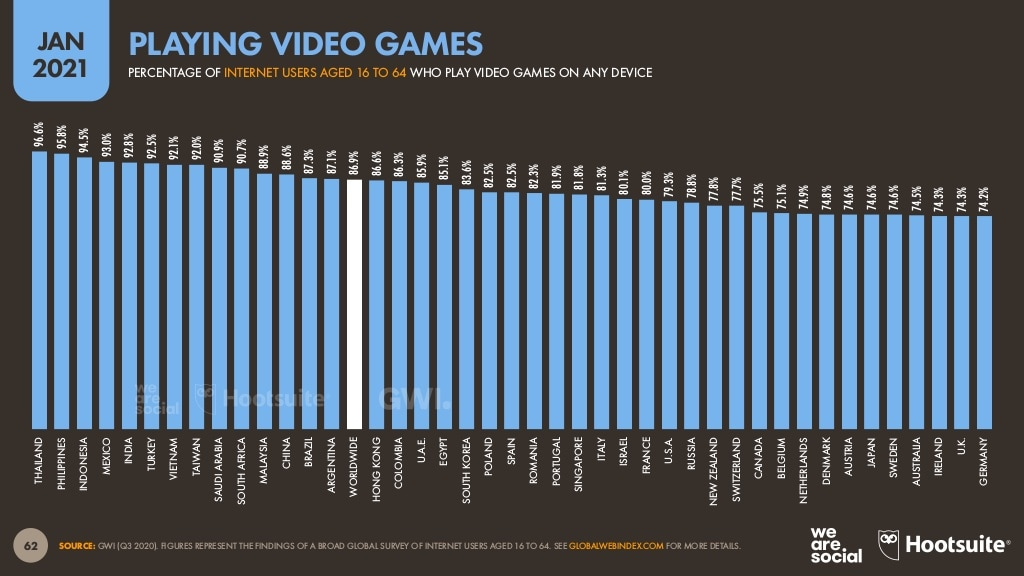 JAN
2021
PLAYING VIDEO GAMES
PERCENTAGE OF INTERNET USERS AGED 16 TO 64 WHO PLAY VIDEO GAMES ON ANY DEVICE
96.6%
95.8%
94.5%
93.0%
92.8%
92.5%
92.1%
92.0%
90.9%
90.7%
88.9%
88.6%
87.3%
87.1%
86.9%
86.6%
86.3%
85.9%
85.1%
83.6%
82.5%
82.5%
82.3%
81.9%
81.8%
81.3%
80.1%
80.0%
79.3%
78.8%
77.8%
77.7%
75.5%
75.1%
74.9%
74.8%
74.6%
74.6%
74.6%
74.5%
74.3%
74.3%
74.2%
we
are
social
Hootsuite®
GWI.
THAILAND
PHILIPPINES
INDONESIA
MEXICO
INDIA
TURKEY
VIETNAM
TAIWAN
SAUDI ARABIA
SOUTH AFRICA
MALAYSIA
CHINA
BRAZIL
ARGENTINA
WORLDWIDE
HONG KONG
COLOMBIA
U.A.E.
EGYPT
SOUTH KOREA
POLAND
SPAIN
ROMANIA
PORTUGAL
SINGAPORE
ITALY
ISRAEL
FRANCE
U.S.A.
RUSSIA
NEW ZEALAND
SWITZERLAND
CANADA
BELGIUM
NETHERLANDS
DENMARK
AUSTRIA
JAPAN
SWEDEN
AUSTRALIA
IRELAND
U.K.
GERMANY
62
SOURCE: GWI (Q3 2020). FIGURES REPRESENT THE FINDINGS OF A BROAD GLOBAL SURVEY OF INTERNET USERS AGED 16 TO 64. SEE GLOBALWEBINDEX.COM FOR MORE DETAILS.
we
are
social
Hootsuite®